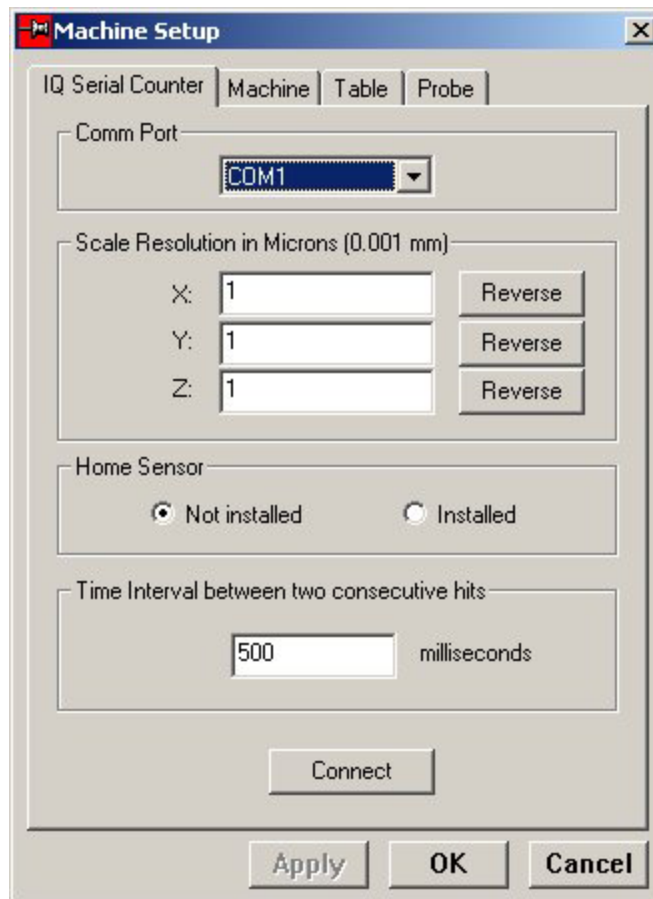 Machine Setup
IQ Serial Counter Machine Table Probe
Comm Port
COM1
Scale Resolution in Microns (0.001 mm)
X: 1 Reverse
Y: 1 Reverse
Z: 1 Reverse
Home Sensor
Not installed Installed
Time Interval between two consecutive hits
500 milliseconds
Connect
Apply OK Cancel